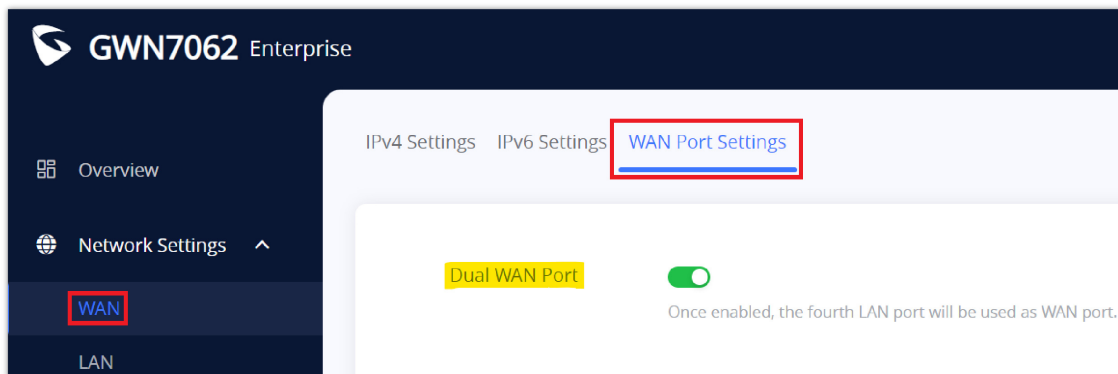 GWN7062 Enterprise
IPv4 Settings IPv6 Settings WAN Port Settings
Overview
Network Settings
Dual WAN Port
WAN
Once enabled, the fourth LAN port will be used as WAN port.
LAN